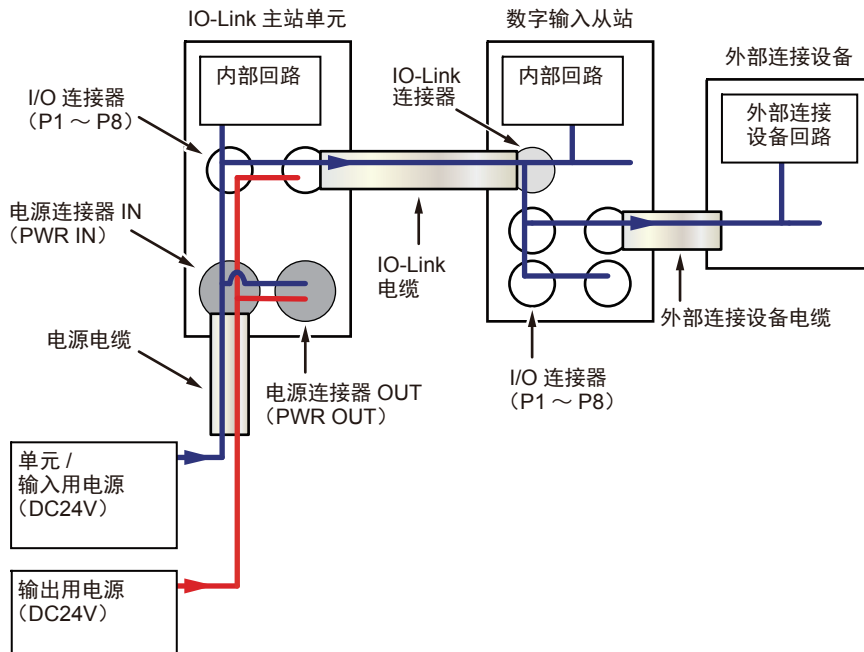 IO-Link 主站单元
数字输入从站
外部连接设备
内部回路
IO-Link
连接器
内部回路
外部连接
设备回路
I/O 连接器
（P1 ～ P8）
电源连接器 IN
（PWR IN）
IO-Link
电缆
外部连接设备电缆
电源电缆
电源连接器 OUT
（PWR OUT）
I/O 连接器
（P1 ～ P8）
单元 /
输入用电源
（DC24V）
输出用电源
（DC24V）